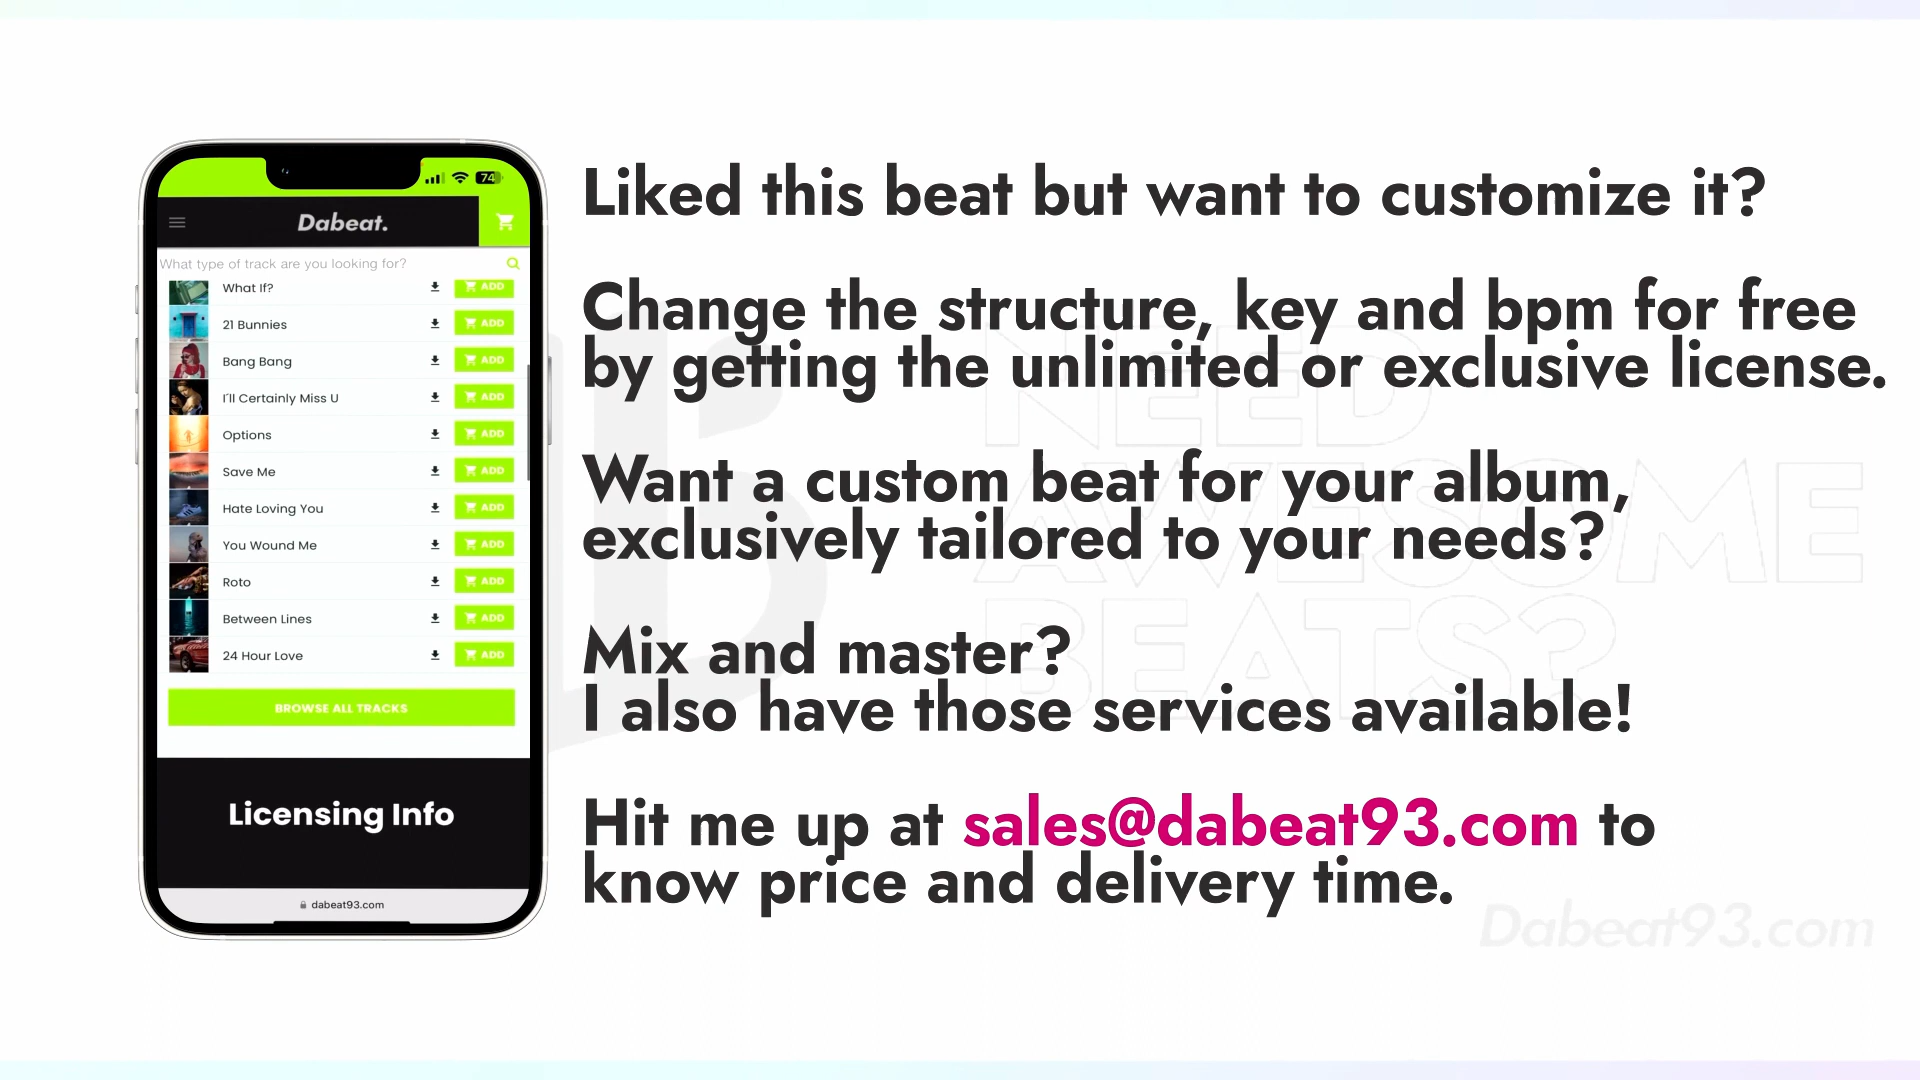 74
Dabeat.
What type of track are you looking for?
What If?
ADD
21 Bunnies
ADD
Bang Bang
ADD
I'll Certainly Miss U
ADD
Options
ADD
Save Me
ADD
Hate Loving You
ADD
You Wound Me
ADD
Roto
ADD
Between Lines
ADD
24 Hour Love
ADD
BROWSE ALL TRACKS
Licensing Info
dabeat93.com
Liked this beat but want to customize it?
Change the structure, key and bpm for free
by getting the unlimited or exclusive license.
Want a custom beat for your album,
exclusively tailored to your needs?
Mix and master?
I also have those services available!
Hit me up at sales@dabeat93.com to
know price and delivery time.
NEED
AWESOME
BEATS?
Dabeat93.com